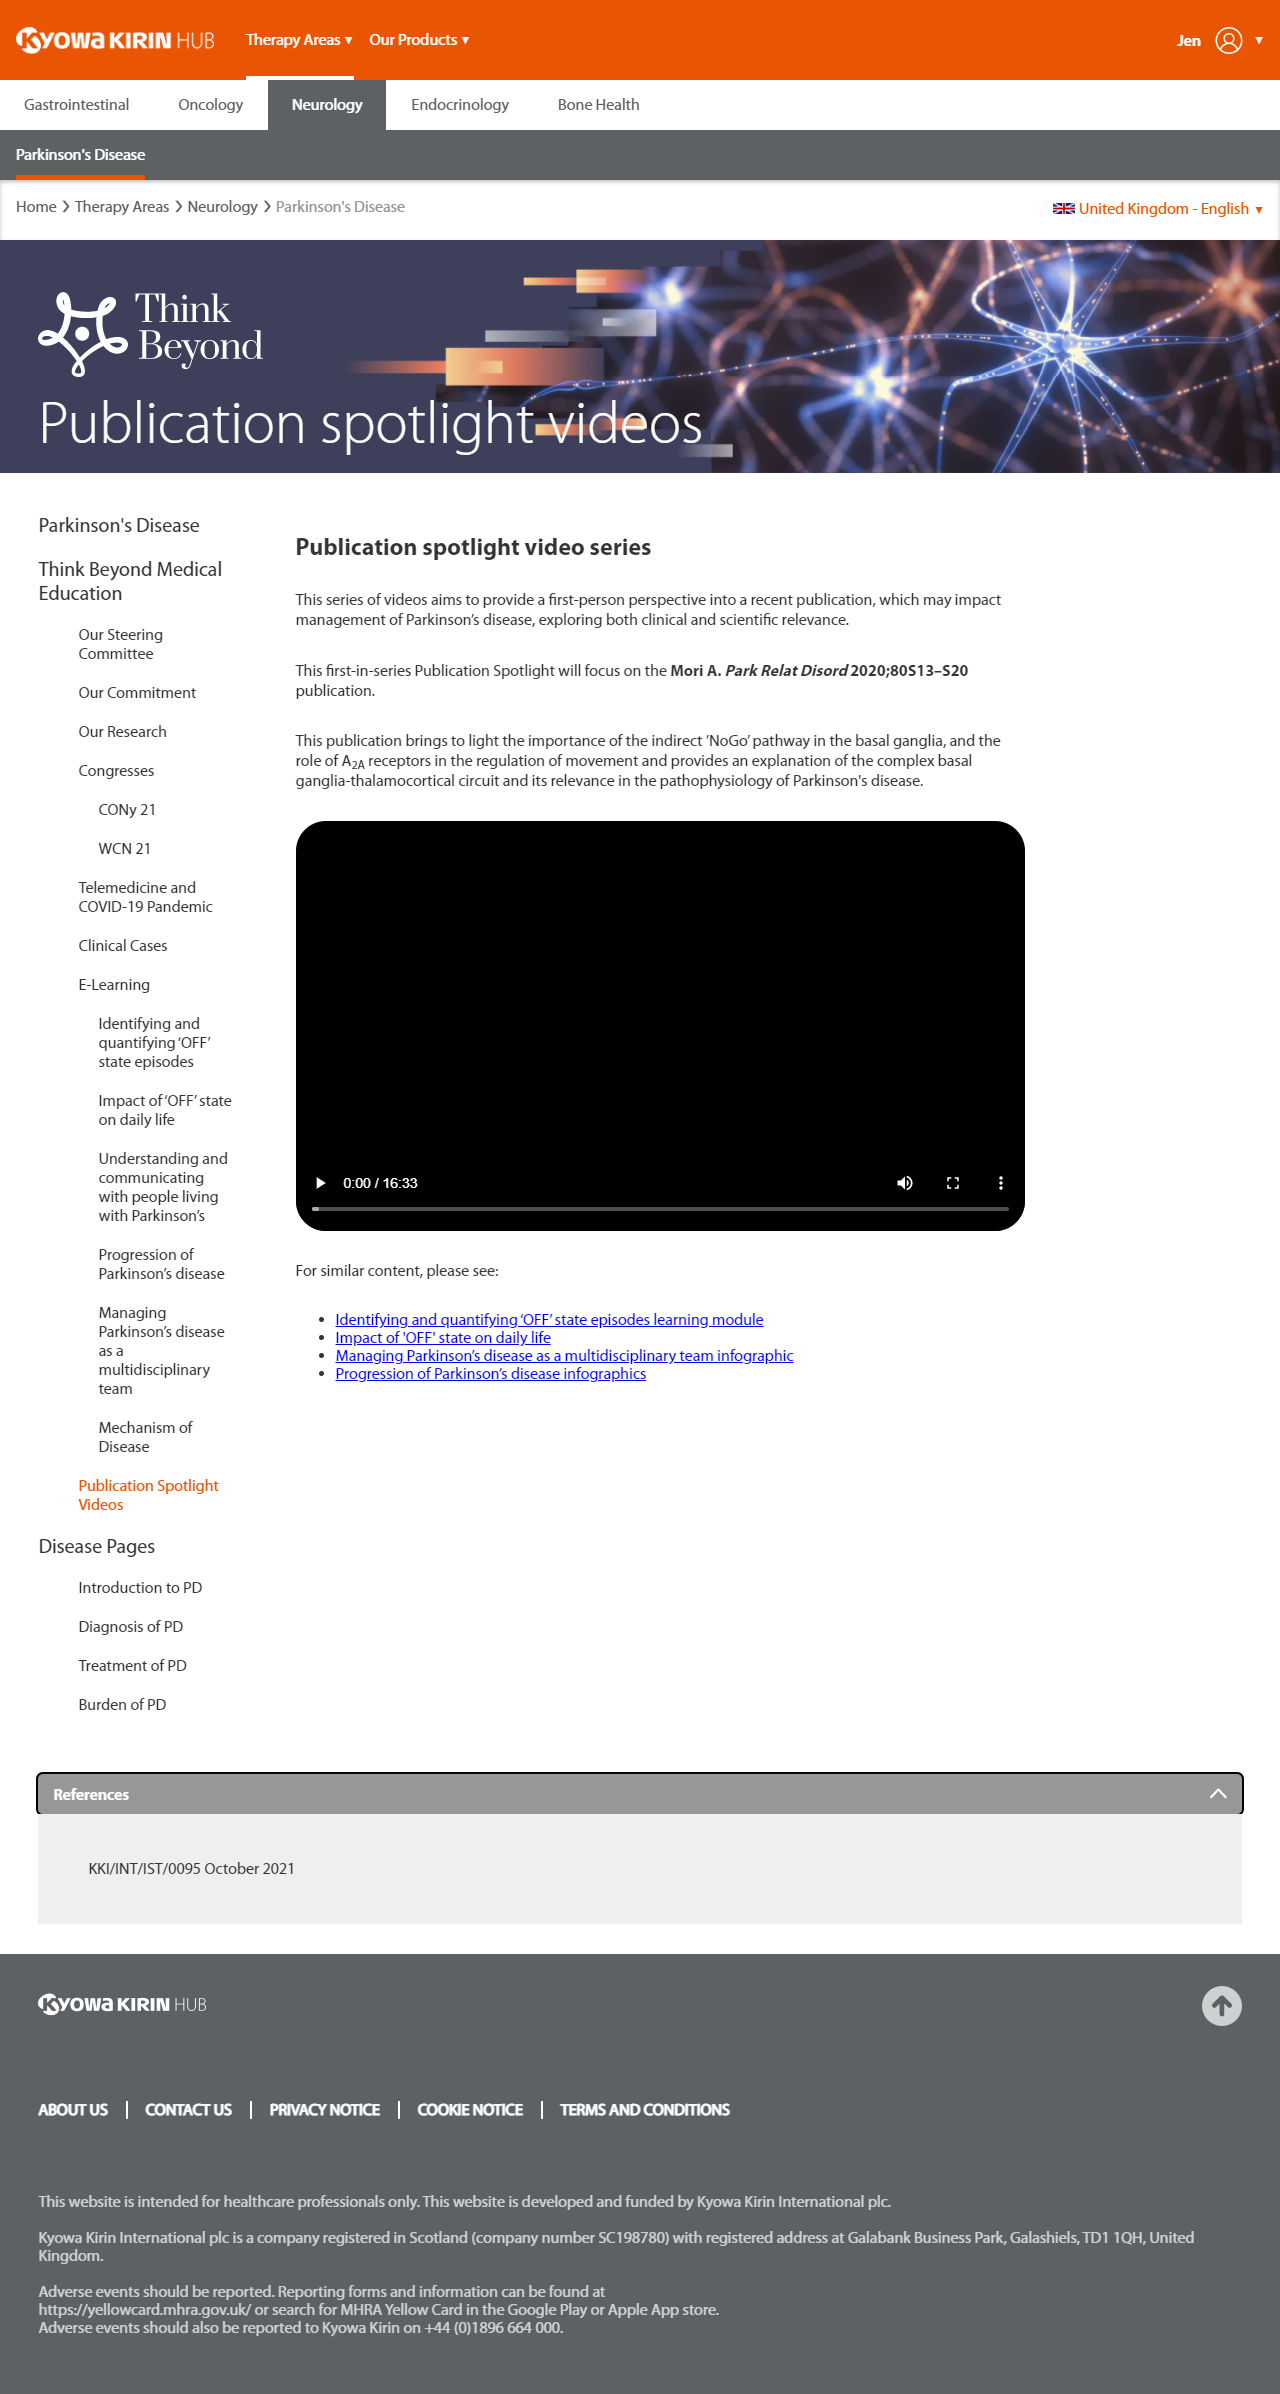 KYOWA KIRIN HUB
Therapy Areas ▼ Our Products ▼
Jen ▼
Gastrointestinal Oncology Neurology Endocrinology Bone Health
Parkinson's Disease
Home > Therapy Areas > Neurology > Parkinson's Disease
United Kingdom - English ▼
Think
Beyond
Publication spotlight videos
Parkinson's Disease
Think Beyond Medical
Education
Our Steering
Committee
Our Commitment
Our Research
Congresses
CONy 21
WCN 21
Telemedicine and
COVID-19 Pandemic
Clinical Cases
E-Learning
Identifying and
quantifying ‘OFF’
state episodes
Impact of ‘OFF’ state
on daily life
Understanding and
communicating
with people living
with Parkinson’s
Progression of
Parkinson’s disease
Managing
Parkinson’s disease
as a
multidisciplinary
team
Mechanism of
Disease
Publication Spotlight
Videos
Disease Pages
Introduction to PD
Diagnosis of PD
Treatment of PD
Burden of PD
Publication spotlight video series
This series of videos aims to provide a first-person perspective into a recent publication, which may impact
management of Parkinson’s disease, exploring both clinical and scientific relevance.
This first-in-series Publication Spotlight will focus on the Mori A. Park Relat Disord 2020;80S13–S20
publication.
This publication brings to light the importance of the indirect ’NoGo’ pathway in the basal ganglia, and the
role of A2A receptors in the regulation of movement and provides an explanation of the complex basal
ganglia-thalamocortical circuit and its relevance in the pathophysiology of Parkinson's disease.
0:00 / 16:33
For similar content, please see:
• Identifying and quantifying ‘OFF’ state episodes learning module
• Impact of 'OFF' state on daily life
• Managing Parkinson’s disease as a multidisciplinary team infographic
• Progression of Parkinson’s disease infographics
References
KKI/INT/IST/0095 October 2021
KYOWA KIRIN HUB
ABOUT US | CONTACT US | PRIVACY NOTICE | COOKIE NOTICE | TERMS AND CONDITIONS
This website is intended for healthcare professionals only. This website is developed and funded by Kyowa Kirin International plc.
Kyowa Kirin International plc is a company registered in Scotland (company number SC198780) with registered address at Galabank Business Park, Galashiels, TD1 1QH, United
Kingdom.
Adverse events should be reported. Reporting forms and information can be found at
https://yellowcard.mhra.gov.uk/ or search for MHRA Yellow Card in the Google Play or Apple App store.
Adverse events should also be reported to Kyowa Kirin on +44 (0)1896 664 000.